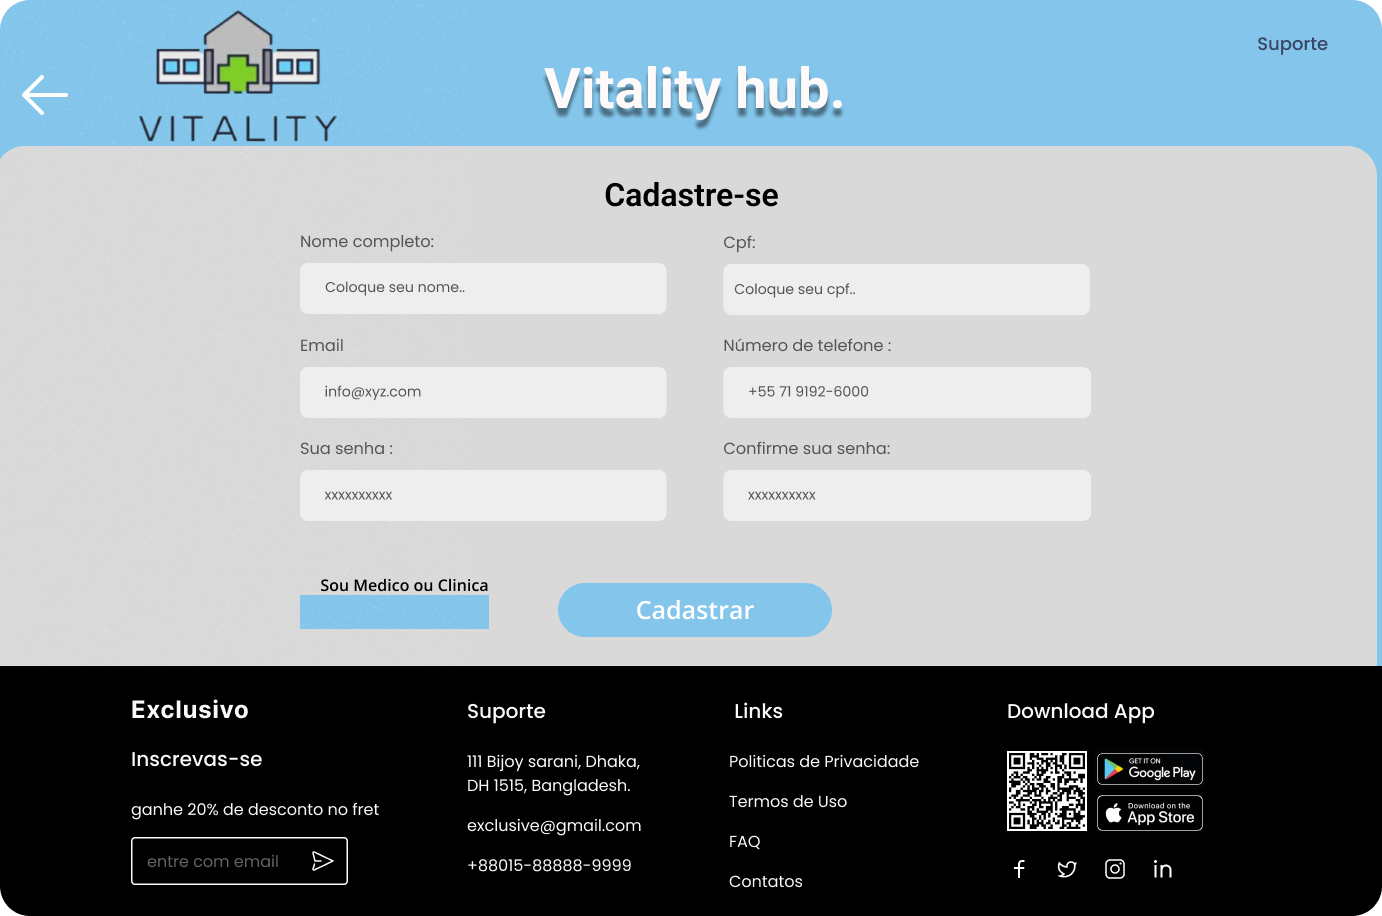 Suporte
VITALITY
Vitality hub.
Cadastre-se
Nome completo:
Coloque seu nome..
Cpf:
Coloque seu cpf..
Email
info@xyz.com
Número de telefone :
+55 71 9192-6000
Sua senha :
xxxxxxxxxx
Confirme sua senha:
xxxxxxxxxx
Sou Medico ou Clinica
Cadastrar
Exclusivo
Inscrevas-se
ganhe 20% de desconto no fret
entre com email
Suporte
111 Bijoy sarani, Dhaka,
DH 1515, Bangladesh.
exclusive@gmail.com
+88015-88888-9999
Links
Politicas de Privacidade
Termos de Uso
FAQ
Contatos
Download App
GET IT ON
Google Play
Download on the
App Store